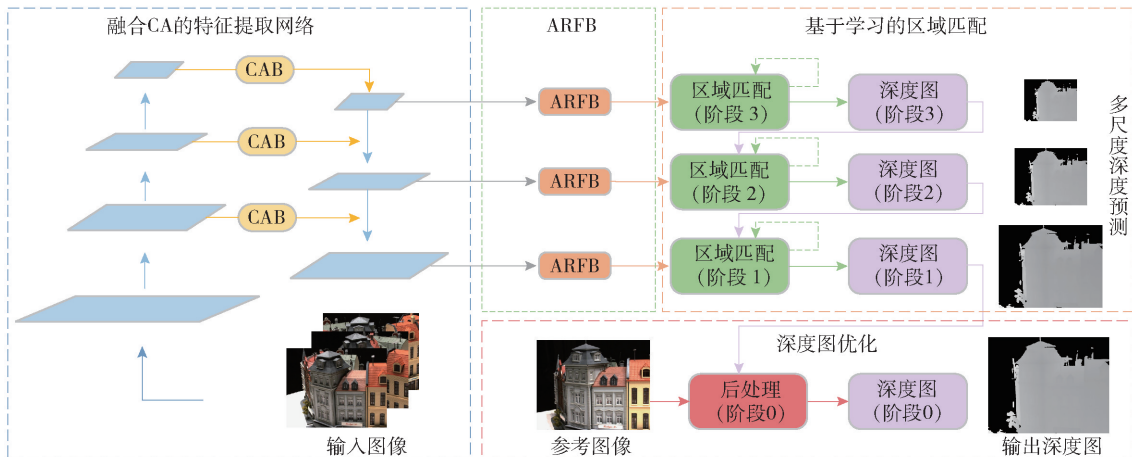 融合CA的特征提取网络
CAB
CAB
CAB
输入图像
ARFB
ARFB
ARFB
ARFB
基于学习的区域匹配
区域匹配
(阶段 3)
深度图
(阶段3)
区域匹配
(阶段 2)
深度图
(阶段2)
区域匹配
(阶段 1)
深度图
(阶段1)
多尺度深度预测
深度图优化
参考图像
后处理
(阶段0)
深度图
(阶段0)
输出深度图